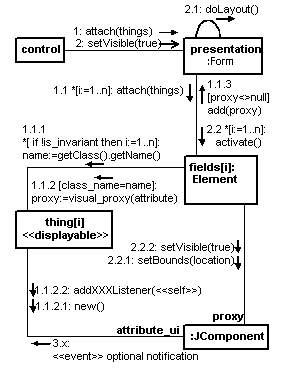 2.1: doLayout()
1: attach(things)
2: setVisible(true)
control
presentation
:Form
1.1 *[i:=1..n]: attach(things)
1.1.3
[proxy<>null]
add(proxy)
2.2 *[i:=1..n]:
activate()
1.1.1
*[ if !is_invariant then i:=1..n]:
name:=getClass().getName()
fields[i]:
Element
1.1.2 [class_name=name]:
proxy:=visual_proxy(attribute)
thing[i]
<<displayable>>
2.2.2: setVisible(true)
2.2.1: setBounds(location)
1.1.2.2: addXXXListener(<<self>>)
1.1.2.1: new()
proxy
attribute_ui
:JComponent
3.x:
<<event>> optional notification